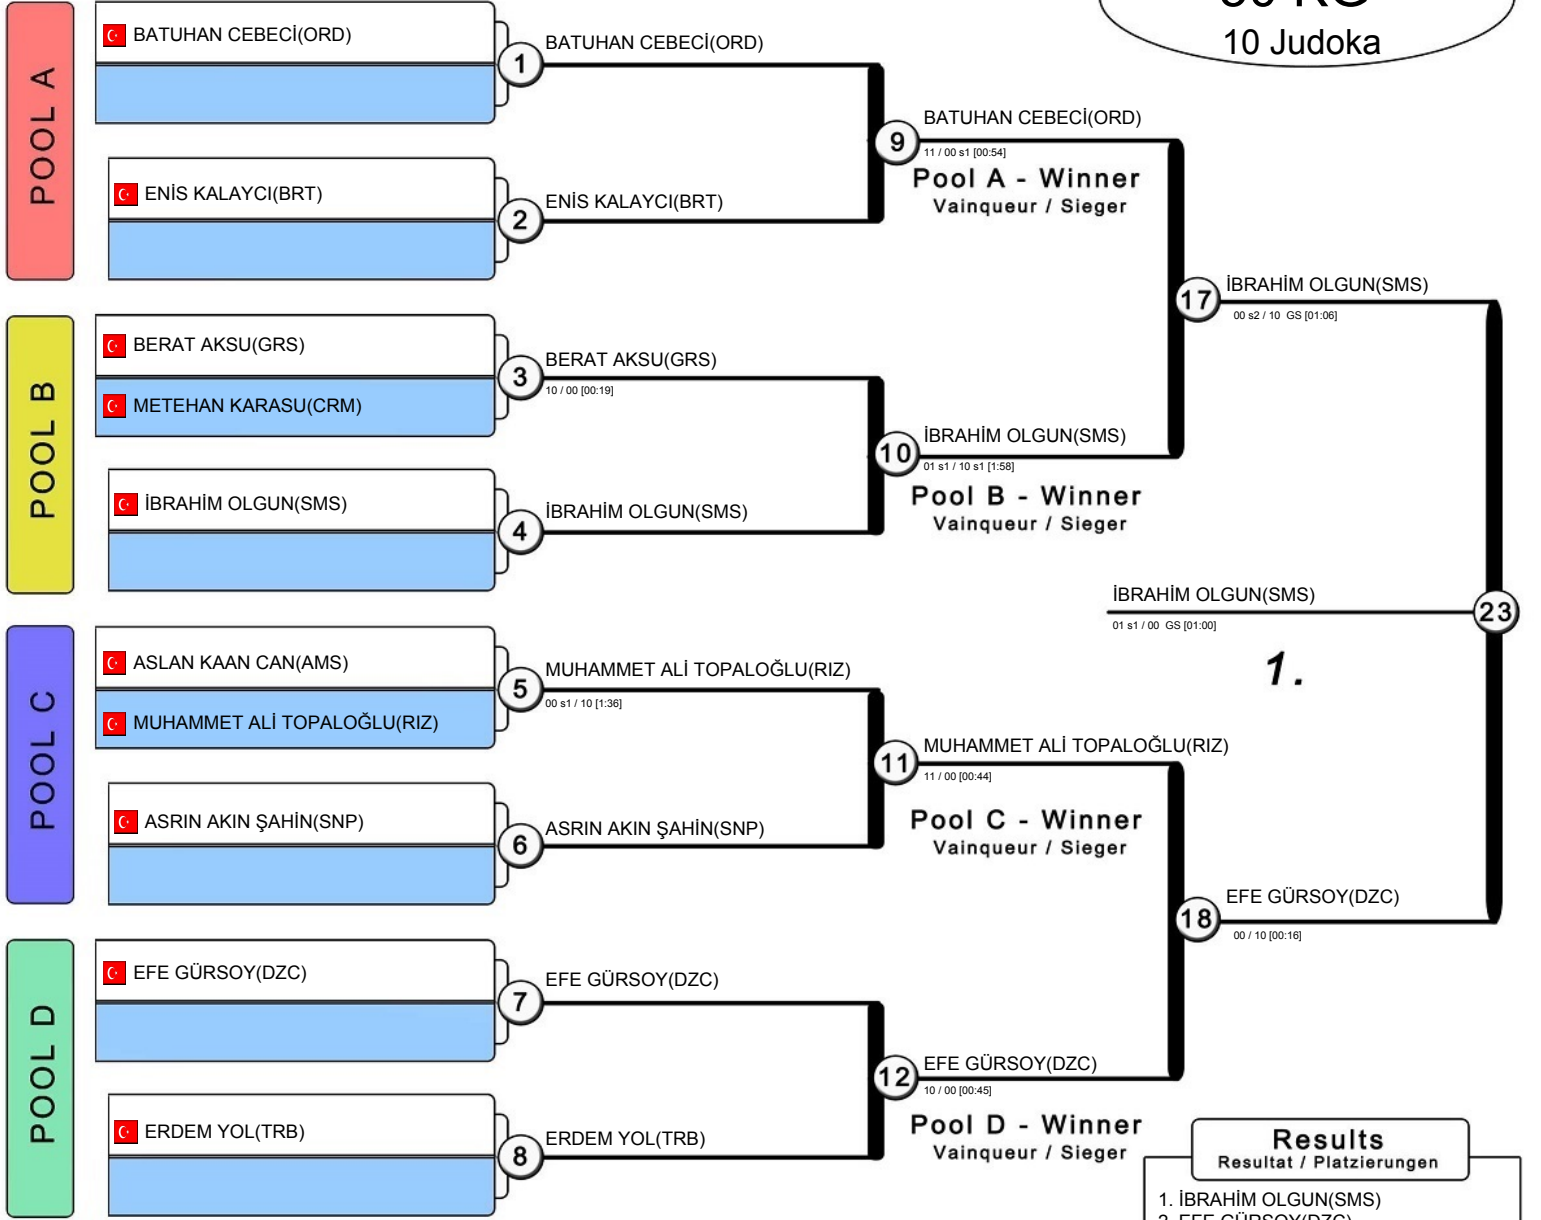 10 Judoka
POOL A
BATUHAN CEBECİ(ORD)
1
BATUHAN CEBECİ(ORD)
ENİS KALAYCI(BRT)
2
ENİS KALAYCI(BRT)
9
BATUHAN CEBECİ(ORD)
11 / 00 s1 [00:54]
Pool A - Winner
Vainqueur / Sieger
POOL B
BERAT AKSU(GRS)
METEHAN KARASU(CRM)
3
BERAT AKSU(GRS)
10 / 00 [00:19]
İBRAHİM OLGUN(SMS)
4
İBRAHİM OLGUN(SMS)
10
İBRAHİM OLGUN(SMS)
01 s1 / 10 s1 [1:58]
Pool B - Winner
Vainqueur / Sieger
17
İBRAHİM OLGUN(SMS)
00 s2 / 10 GS [01:06]
POOL C
ASLAN KAAN CAN(AMS)
MUHAMMET ALİ TOPALOĞLU(RIZ)
5
MUHAMMET ALİ TOPALOĞLU(RIZ)
00 s1 / 10 [1:36]
ASRIN AKIN ŞAHİN(SNP)
6
ASRIN AKIN ŞAHİN(SNP)
11
MUHAMMET ALİ TOPALOĞLU(RIZ)
11 / 00 [00:44]
Pool C - Winner
Vainqueur / Sieger
POOL D
EFE GÜRSOY(DZC)
7
EFE GÜRSOY(DZC)
ERDEM YOL(TRB)
8
ERDEM YOL(TRB)
12
EFE GÜRSOY(DZC)
10 / 00 [00:45]
Pool D - Winner
Vainqueur / Sieger
18
EFE GÜRSOY(DZC)
00 / 10 [00:16]
İBRAHİM OLGUN(SMS)
23
01 s1 / 00 GS [01:00]
1.
Results
Resultat / Platzierungen
1. İBRAHİM OLGUN(SMS)
2. EFE GÜRSOY(DZC)